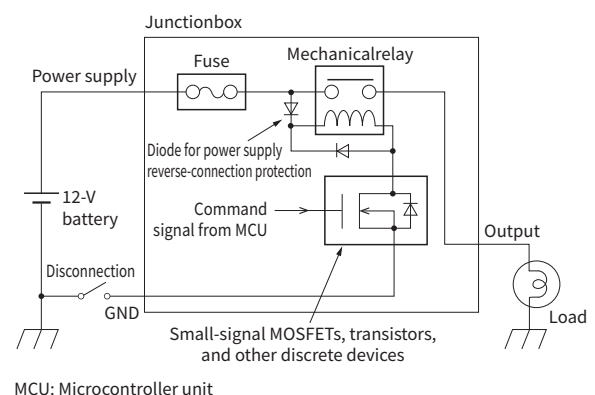 Junctionbox
Fuse
Mechanicalrelay
Power supply
Diode for power supply
reverse-connection protection
12-V
battery
Command
signal from MCU
Output
Disconnection
GND
Load
Small-signal MOSFETs, transistors,
and other discrete devices
MCU: Microcontroller unit